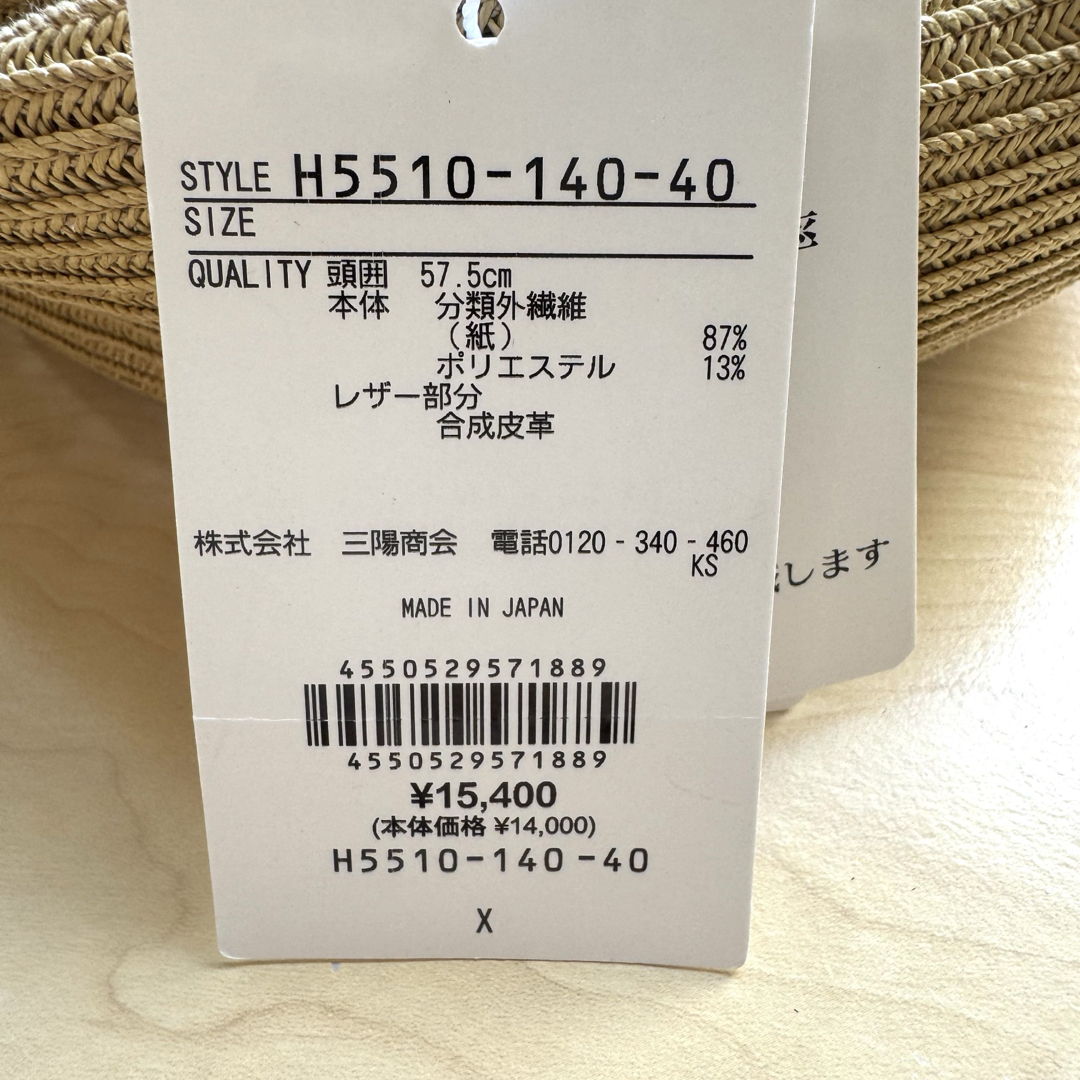 STYLE H5510-140-40
SIZE
QUALITY 頭囲 57.5cm
本体 分類外繊維
(紙) 87%
ポリエステル 13%
レザー部分
合成皮革
株式会社 三陽商会 電話0120-340-460
KS
MADE IN JAPAN
4550529571889
4550529571889
¥15,400
(本体価格 ¥14,000)
H5510-140-40
X
します